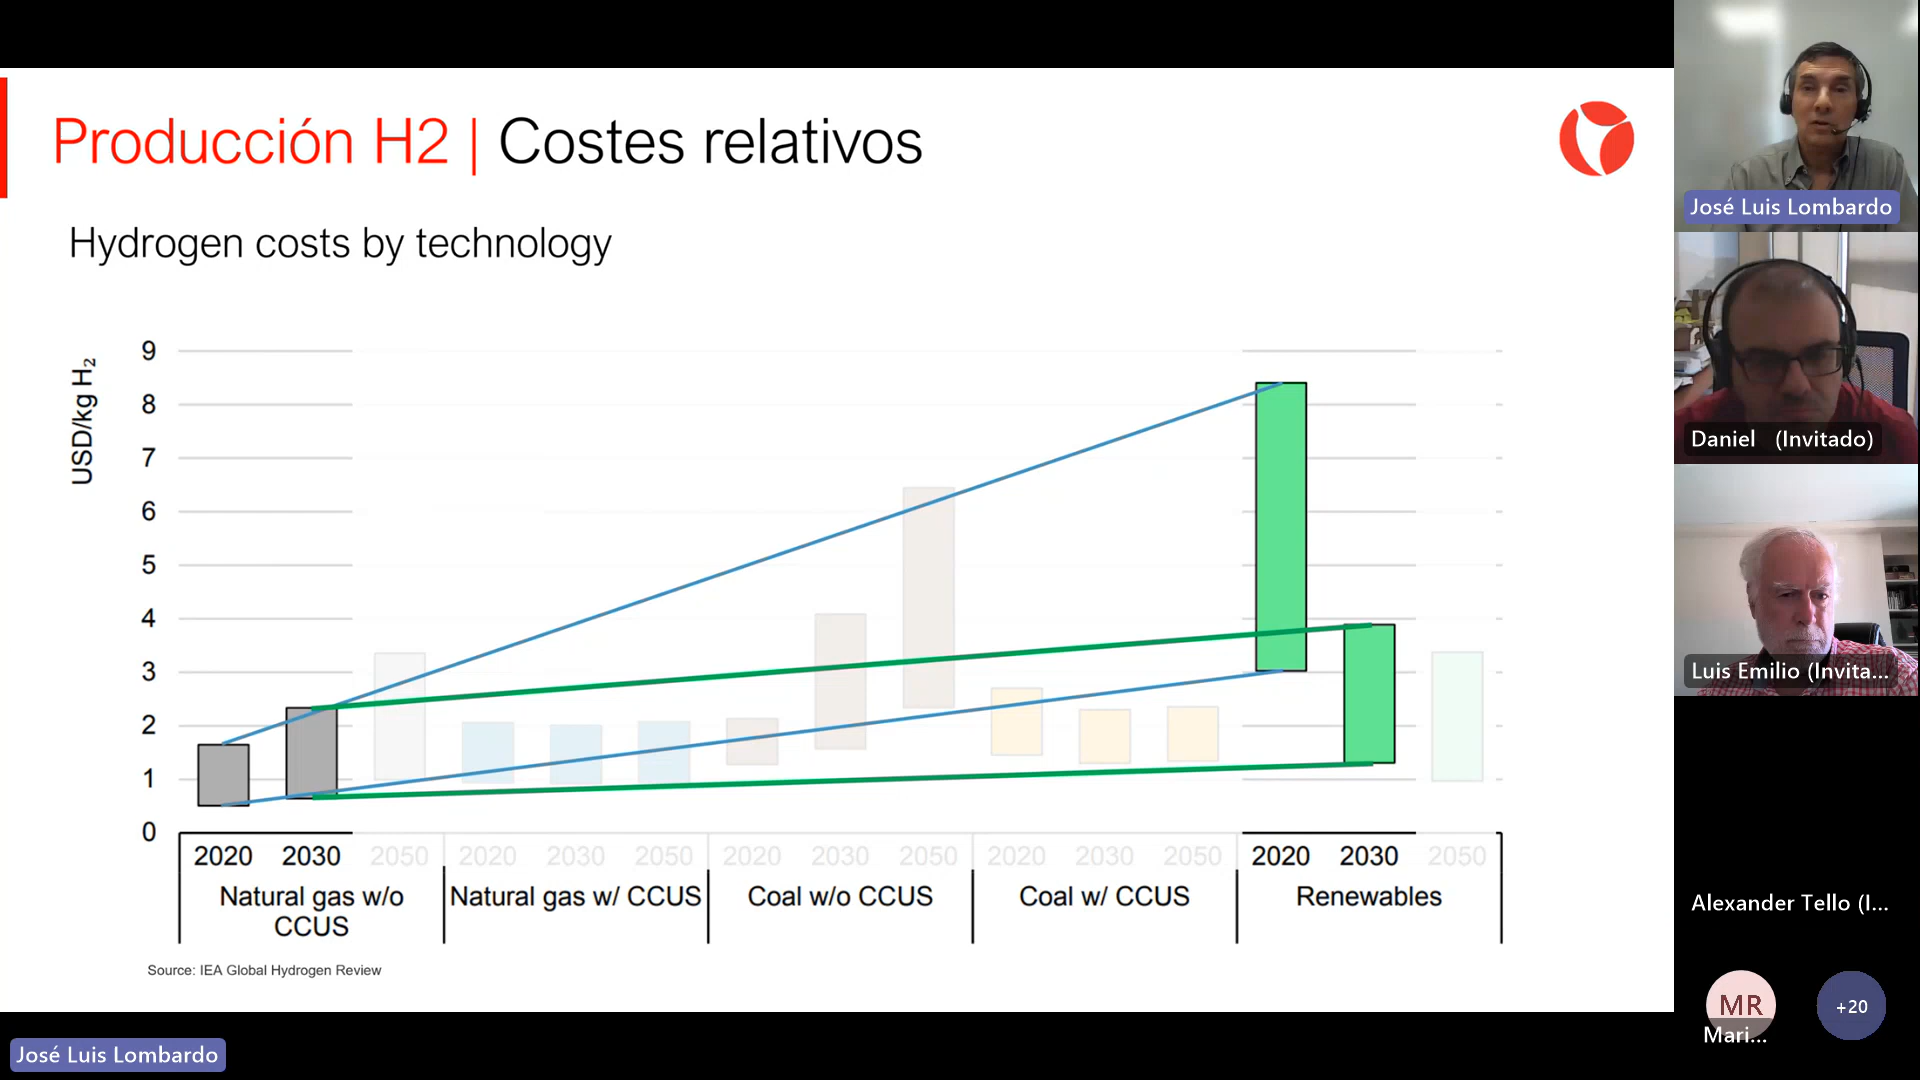 Producción H2 | Costes relativos
Hydrogen costs by technology
USD/kg H₂
9
8
7
6
5
4
3
2
1
0
2020 2030 2050 2020 2030 2050 2020 2030 2050 2020 2030 2050 2020 2030 2050
Natural gas w/o CCUS
Natural gas w/ CCUS
Coal w/o CCUS
Coal w/ CCUS
Renewables
Source: IEA Global Hydrogen Review
José Luis Lombardo
José Luis Lombardo
Daniel (Invitado)
Luis Emilio (Invita...
Alexander Tello (I...
MR
Mari...
+20